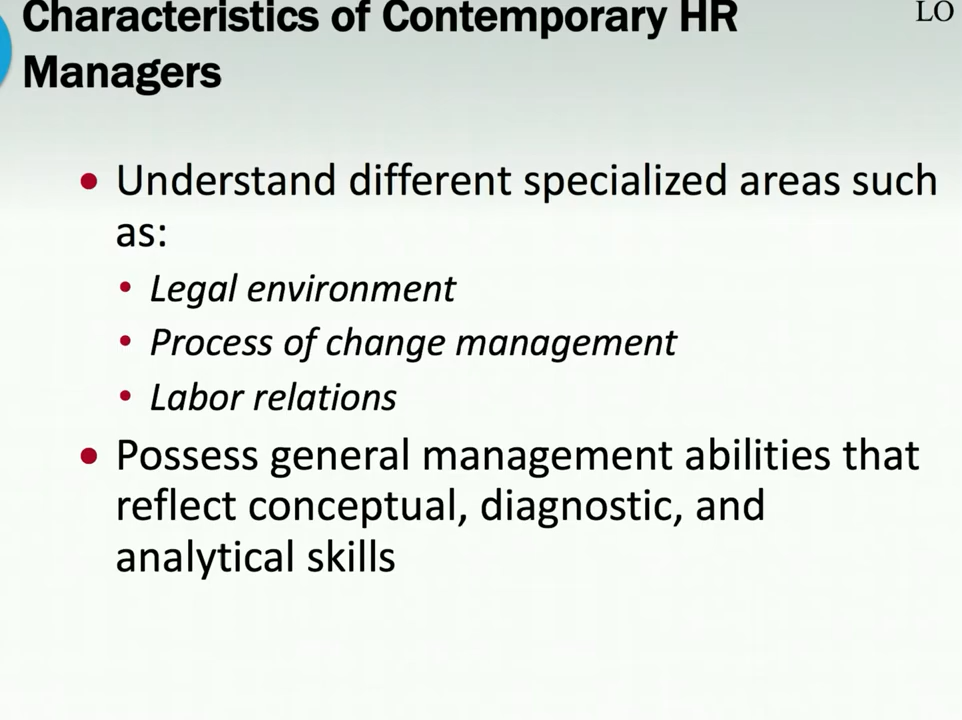 Characteristics of Contemporary HR
LO
Managers
• Understand different specialized areas such
as:
• Legal environment
• Process of change management
• Labor relations
• Possess general management abilities that
reflect conceptual, diagnostic, and
analytical skills